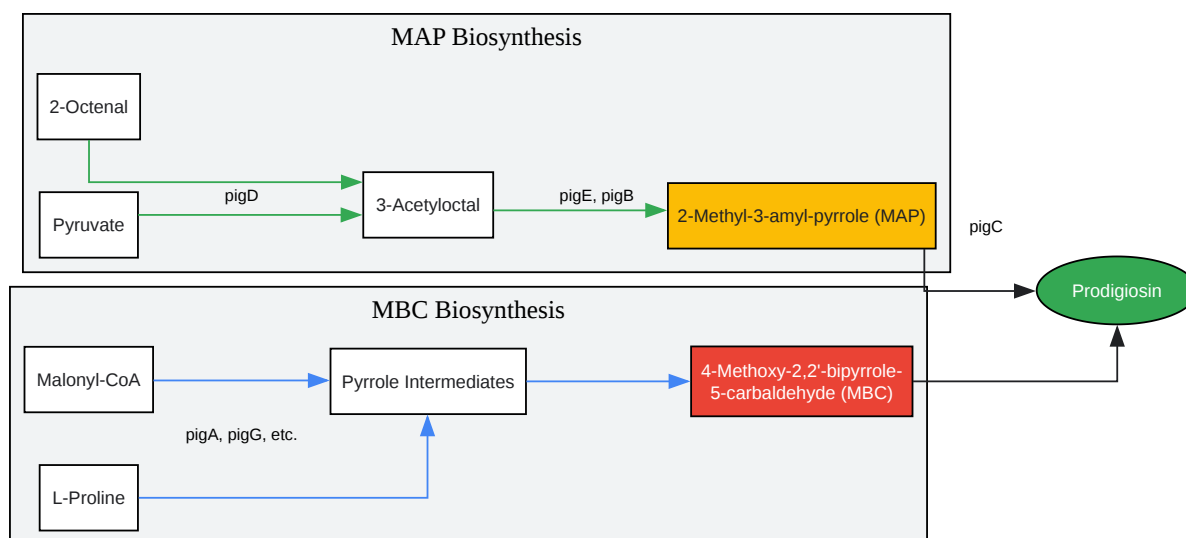 MAP Biosynthesis
2-Octenal
pigD
Pyruvate
3-Acetyloctal
pigE, pigB
2-Methyl-3-amyl-pyrrole (MAP)
pigC
Prodigiosin
MBC Biosynthesis
Malonyl-CoA
Pyrrole Intermediates
4-Methoxy-2,2'-bipyrrole-
5-carbaldehyde (MBC)
pigA, pigG, etc.
L-Proline